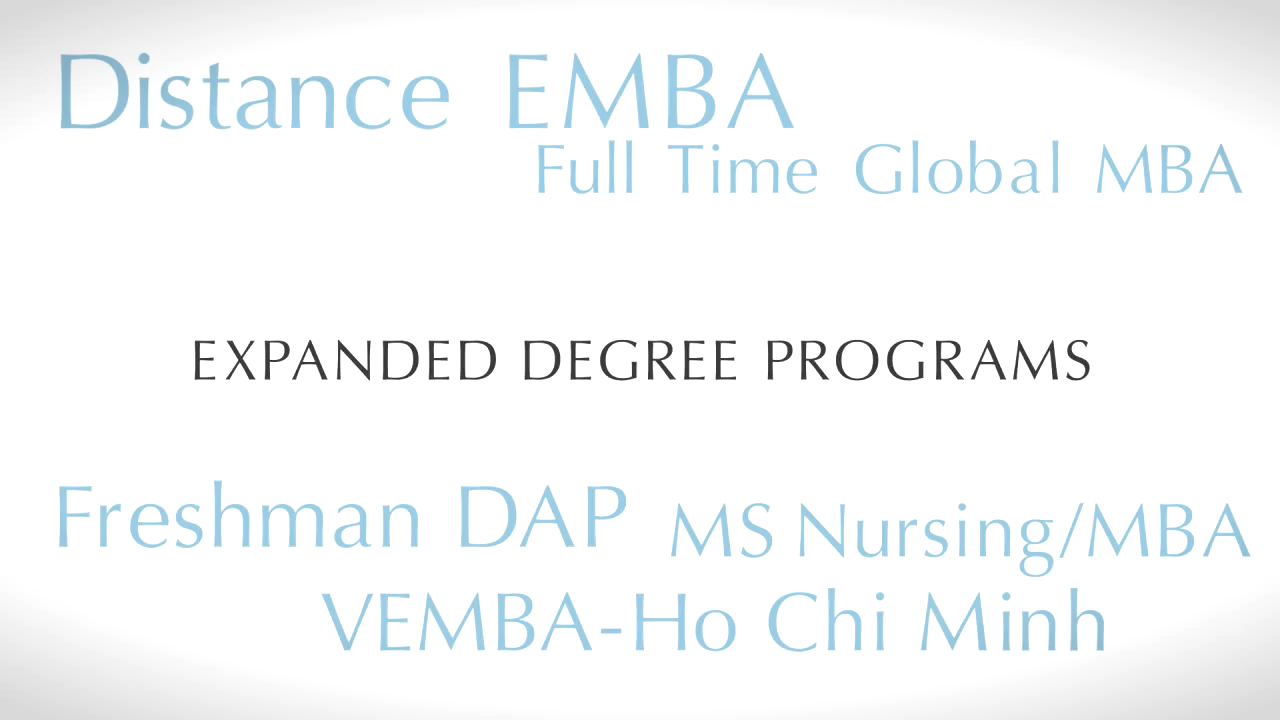 Distance EMBA
Full Time Global MBA
EXPANDED DEGREE PROGRAMS
Freshman DAP
MS Nursing/MBA
VEMBA-Ho Chi Minh